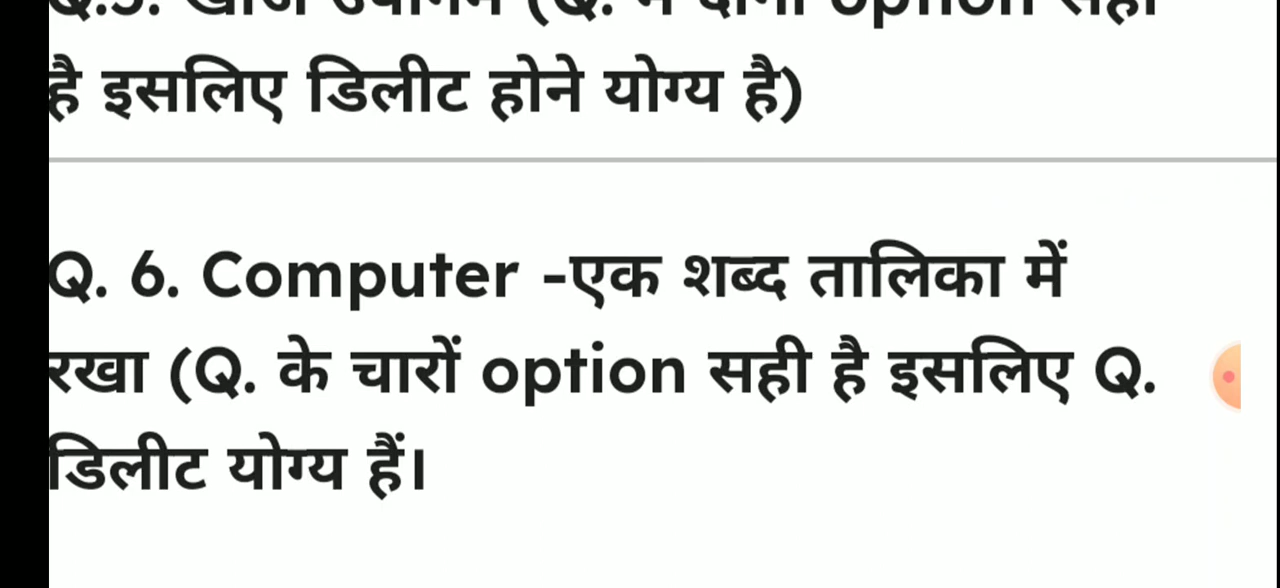 है इसलिए डिलीट होने योग्य है)
Q. 6. Computer -एक शब्द तालिका में
रखा (Q. के चारों option सही है इसलिए Q.
डिलीट योग्य हैं।